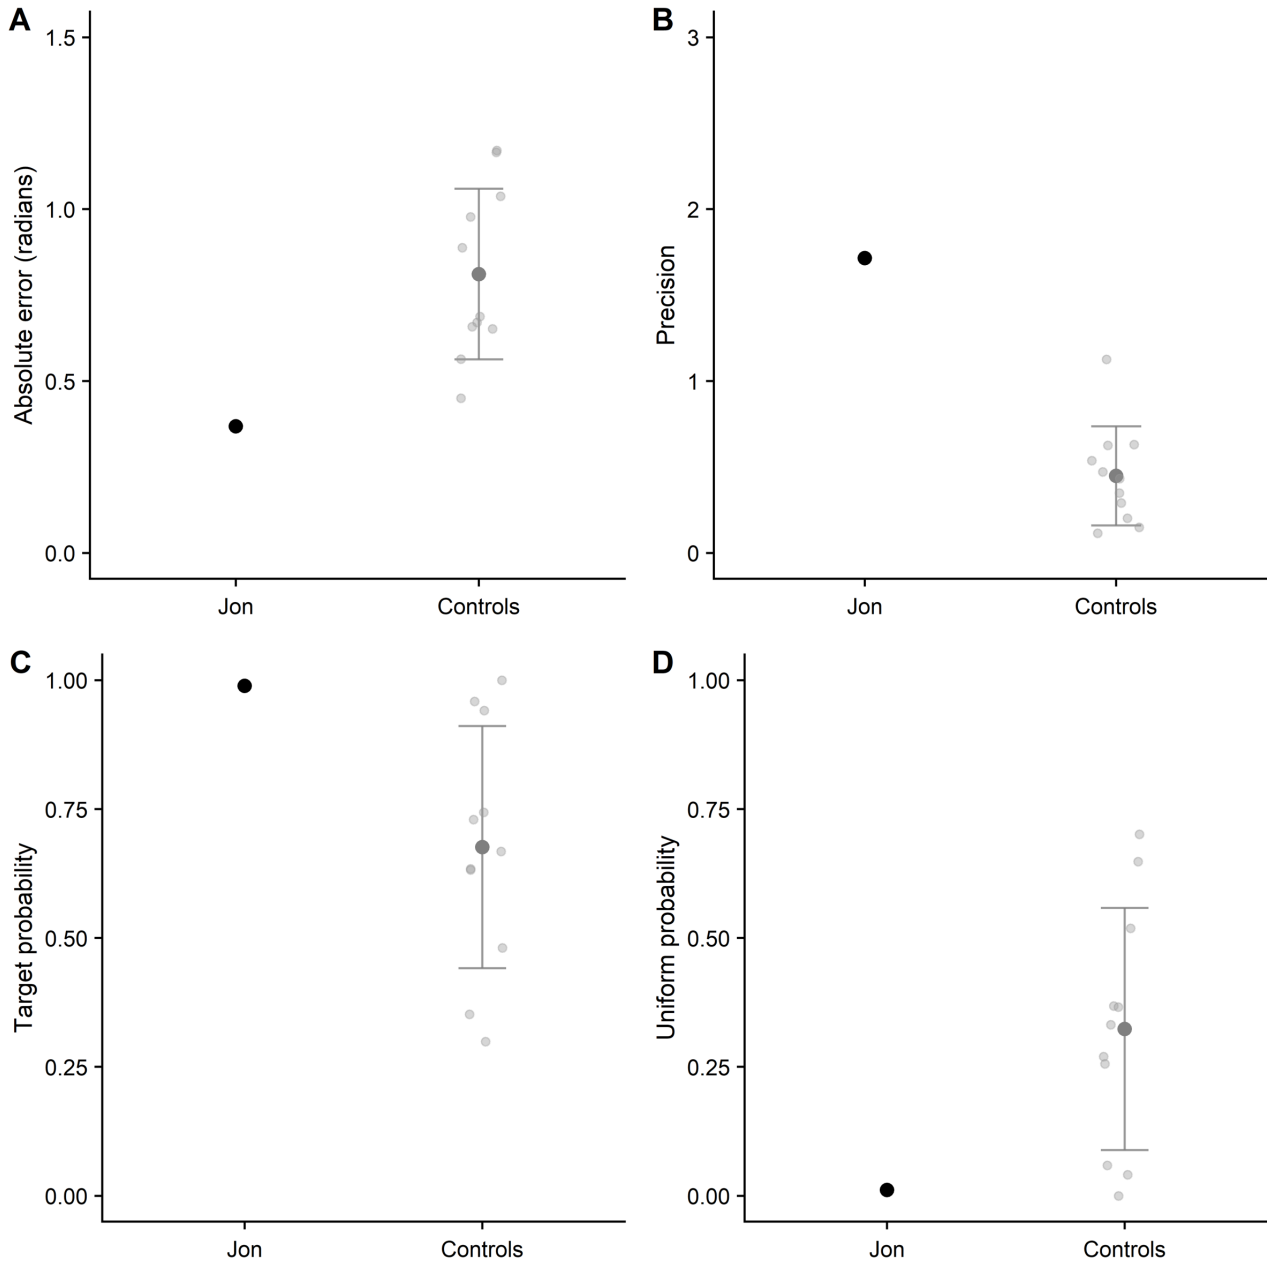 A
Absolute error (radians)
1.5
1.0
0.5
0.0
Jon Controls
B
Precision
3
2
1
0
Jon Controls
C
Target probability
1.00
0.75
0.50
0.25
0.00
Jon Controls
D
Uniform probability
1.00
0.75
0.50
0.25
0.00
Jon Controls